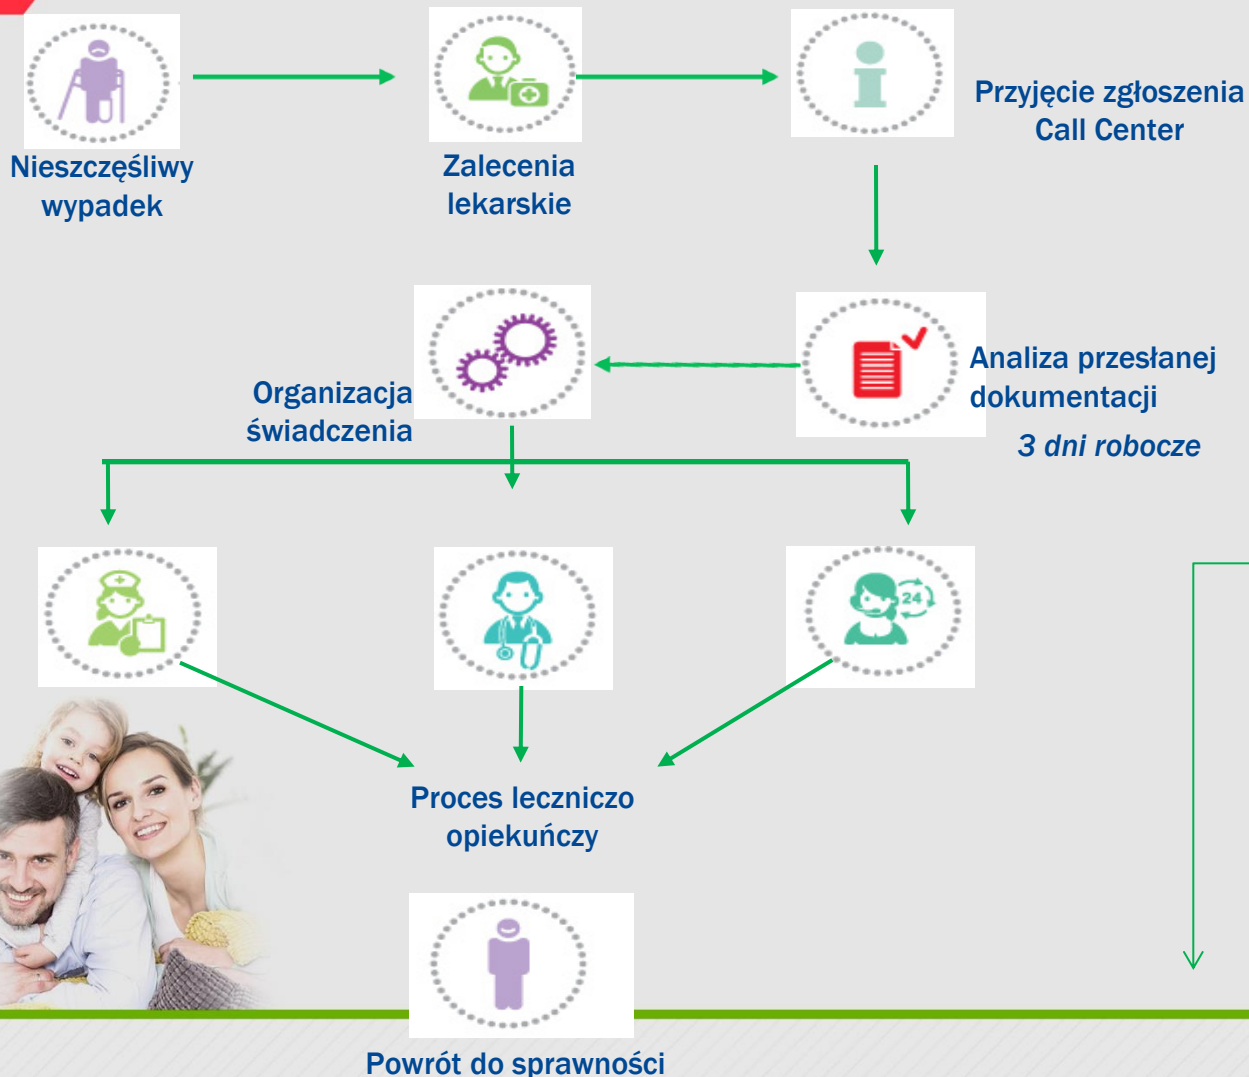 Nieszczęśliwy
wypadek
Zalecenia
lekarskie
Przyjęcie zgłoszenia
Call Center
Analiza przesłanej
dokumentacji
3 dni robocze
Organizacja
świadczenia
24
Proces leczniczo
opiekuńczy
Powrót do sprawności